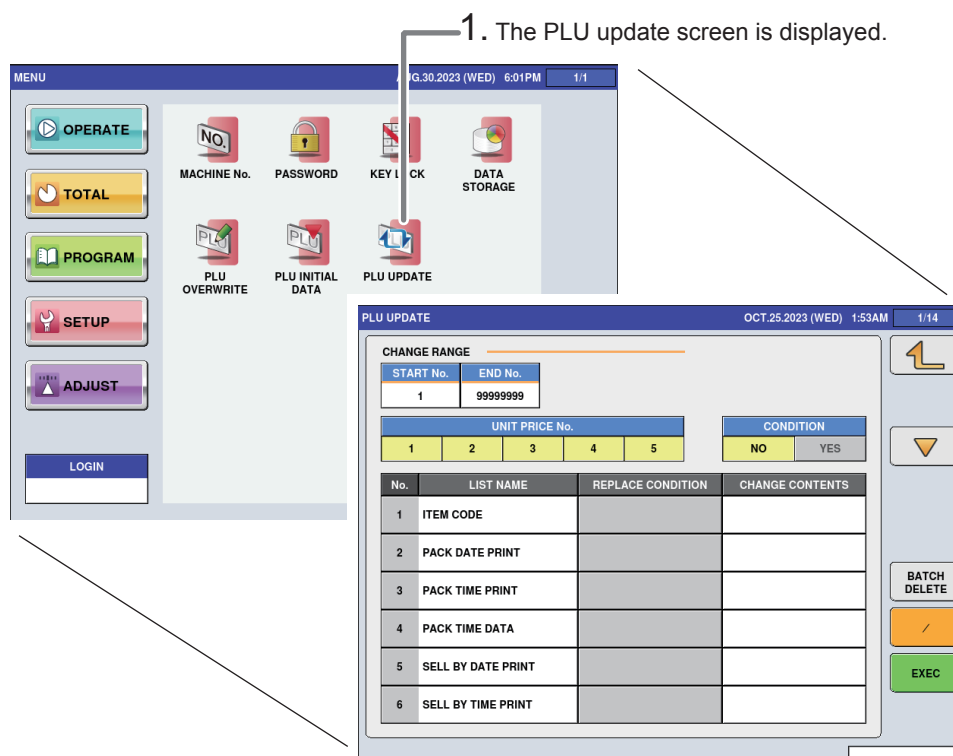 1. The PLU update screen is displayed.
MENU
G.30.2023 (WED) 6:01PM 1/1
OPERATE
TOTAL
PROGRAM
SETUP
ADJUST
LOGIN
NO.
MACHINE No.
PASSWORD
KEY LOCK
DATA
STORAGE
PLU
PLU
OVERWRITE
PLU
PLU INITIAL
DATA
PLU UPDATE
PLU UPDATE
OCT.25.2023 (WED) 1:53AM 1/14
CHANGE RANGE
START No. END No.
1 99999999
UNIT PRICE No.
1 2 3 4 5
CONDITION
NO YES
No. LIST NAME REPLACE CONDITION CHANGE CONTENTS
1 ITEM CODE
2 PACK DATE PRINT
3 PACK TIME PRINT
4 PACK TIME DATA
5 SELL BY DATE PRINT
6 SELL BY TIME PRINT
BATCH
DELETE
/
EXEC